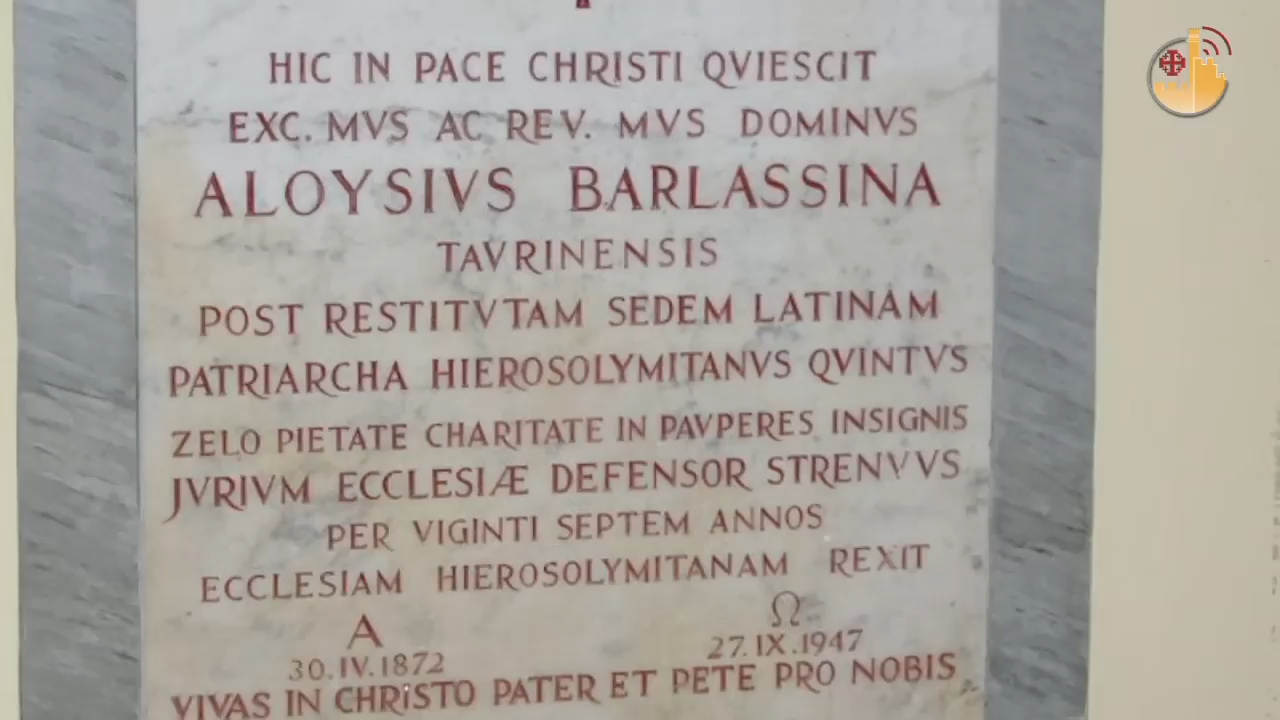 HIC IN PACE CHRISTI QVIESCIT
EXC. MVS AC REV. MVS DOMINVS
ALOYSIVS BARLASSINA
TAVRINENSIS
POST RESTITVTAM SEDEM LATINAM
PATRIARCHA HIEROSOLYMITANVS QVINTVS
ZELO PIETATE CHARITATE IN PAVPERES INSIGNIS
JVRIVM ECCLESIÆ DEFENSOR STRENVVS
PER VIGINTI SEPTEM ANNOS
ECCLESIAM HIEROSOLYMITANAM REXIT
A Ω
30.IV.1872 27.IX.1947
VIVAS IN CHRiSTO PATER ET PETE PRO NOBIS